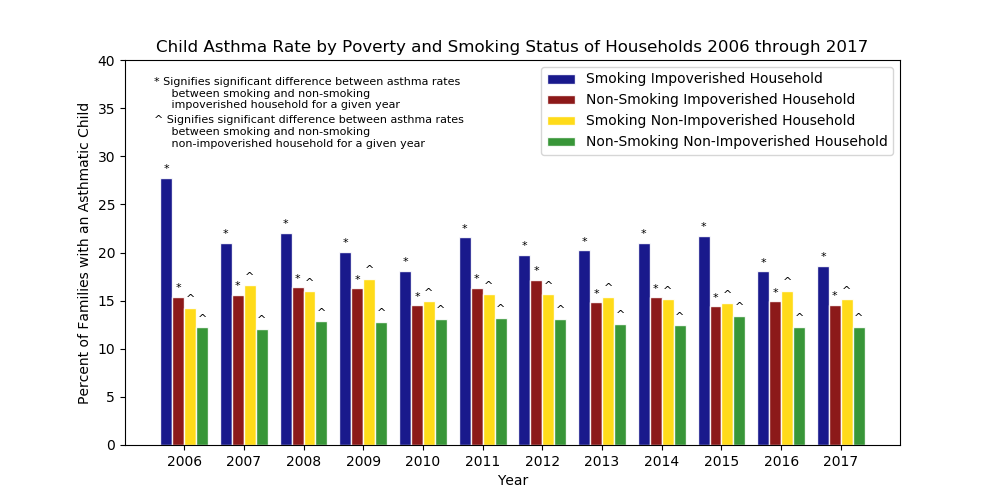 Child Asthma Rate by Poverty and Smoking Status of Households 2006 through 2017
40
35
30
25
20
15
10
5
0
Percent of Families with an Asthmatic Child
* Signifies significant difference between asthma rates
between smoking and non-smoking
impoverished household for a given year
^ Signifies significant difference between asthma rates
between smoking and non-smoking
non-impoverished household for a given year
Smoking Impoverished Household
Non-Smoking Impoverished Household
Smoking Non-Impoverished Household
Non-Smoking Non-Impoverished Household
* * ^ ^ * * ^ ^ * * ^ ^ * * ^ ^ * * ^ ^ * * ^ ^ * * ^ ^ * * ^ ^ * * ^ ^ * * ^ ^ * * ^ ^ * * ^ ^
2006 2007 2008 2009 2010 2011 2012 2013 2014 2015 2016 2017
Year